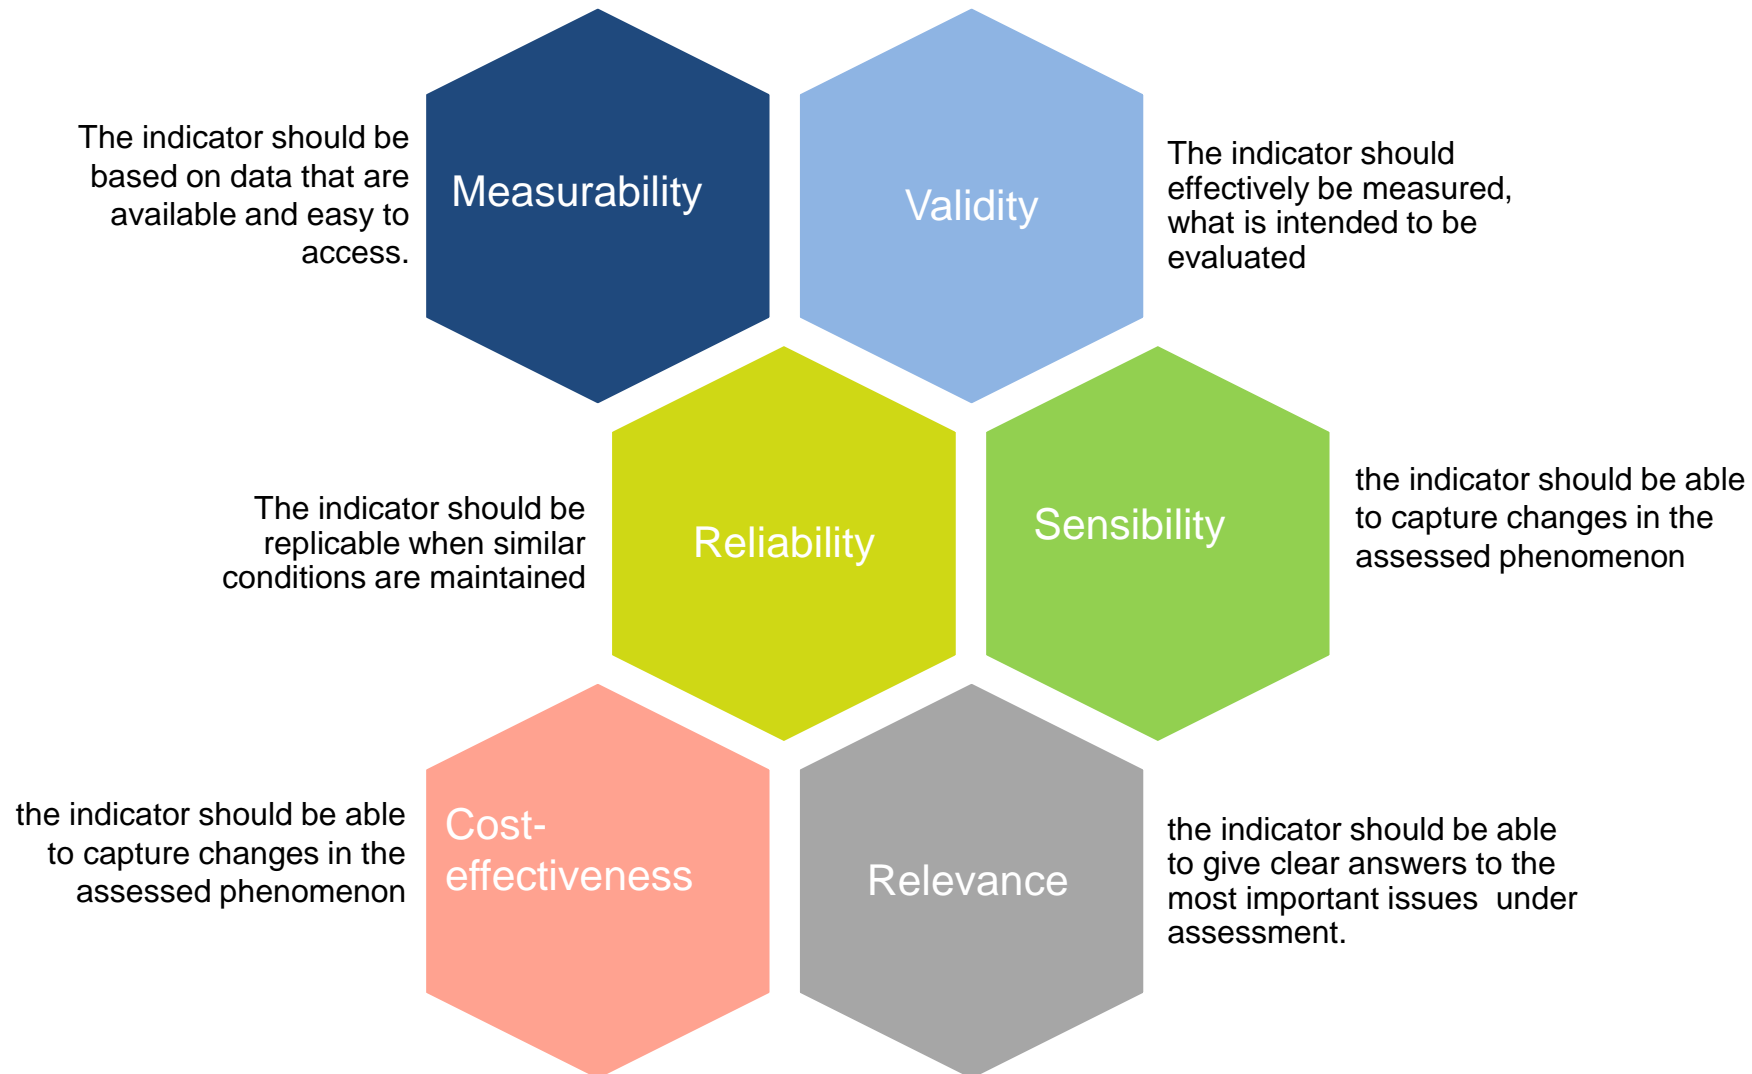 The indicator should be
based on data that are
available and easy to
access.
Measurability
Validity
The indicator should
effectively be measured,
what is intended to be
evaluated
The indicator should be
replicable when similar
conditions are maintained
Reliability
Sensibility
the indicator should be able
to capture changes in the
assessed phenomenon
the indicator should be able
to capture changes in the
assessed phenomenon
Cost-
effectiveness
Relevance
the indicator should be able
to give clear answers to the
most important issues  under
assessment.